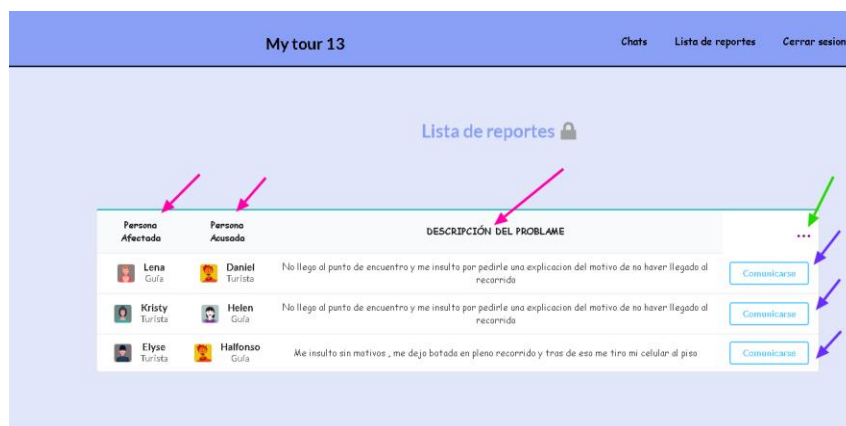 My tour 13
Chats Lista de reportes Cerrar sesion
Lista de reportes
Persona Afectada
Persona Acusada
DESCRIPCIÓN DEL PROBLAME
...
Lena
Guía
Daniel
Turista
No llego al punto de encuentro y me insulto por pedirle una explicacion del motivo de no haver llegado al
recorrido
Comunicarse
Kristy
Turista
Helen
Guía
No llego al punto de encuentro y me insulto por pedirle una explicacion del motivo de no haver llegado al
recorrido
Comunicarse
Elyse
Turista
Halfonso
Guía
Me insulto sin motivos , me dejo botada en pleno recorrido y tras de eso me tiro mi celular al piso
Comunicarse